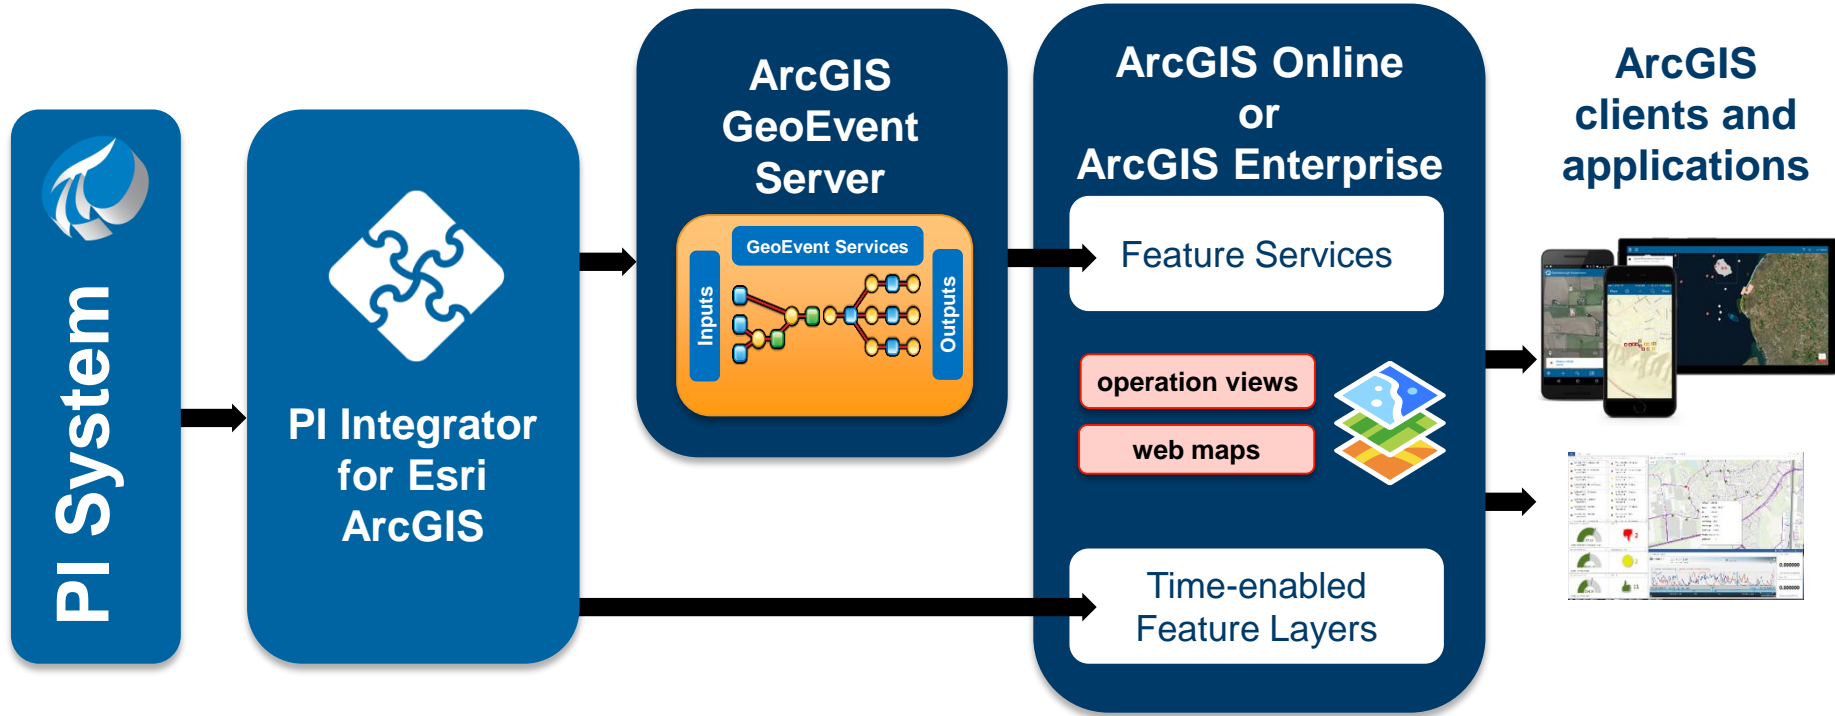 PI System
PI Integrator
for Esri
ArcGIS
ArcGIS
GeoEvent
Server
GeoEvent Services
Inputs
Outputs
ArcGIS Online
or
ArcGIS Enterprise
Feature Services
operation views
web maps
Time-enabled
Feature Layers
ArcGIS
clients and
applications